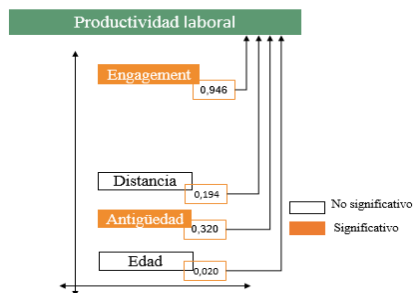 Productividad laboral
Engagement
0,946
Distancia
0,194
Antigüedad
0,320
Edad
0,020
No significativo
Significativo